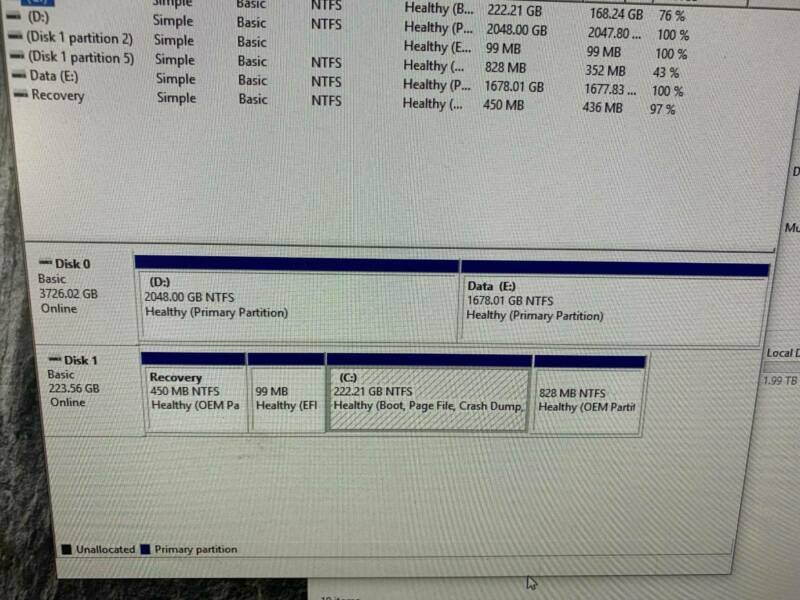 Simple Basic NTFS Healthy (B... 222.21 GB 168.24 GB 76 %
(D:) Simple Basic NTFS Healthy (P... 2048.00 GB 2047.80 ... 100 %
(Disk 1 partition 2) Simple Basic Healthy (E... 99 MB 99 MB 100 %
(Disk 1 partition 5) Simple Basic NTFS Healthy (... 828 MB 352 MB 43 %
Data (E:) Simple Basic NTFS Healthy (P... 1678.01 GB 1677.83 ... 100 %
Recovery Simple Basic NTFS Healthy (... 450 MB 436 MB 97 %
Disk 0
Basic
3726.02 GB
Online
(D:)
2048.00 GB NTFS
Healthy (Primary Partition)
Data (E:)
1678.01 GB NTFS
Healthy (Primary Partition)
Disk 1
Basic
223.56 GB
Online
Recovery
450 MB NTFS
Healthy (OEM Pa
99 MB
Healthy (EFI
(C:)
222.21 GB NTFS
Healthy (Boot, Page File, Crash Dump,
828 MB NTFS
Healthy (OEM Partit
Local D
1.99 TB
Unallocated Primary partition